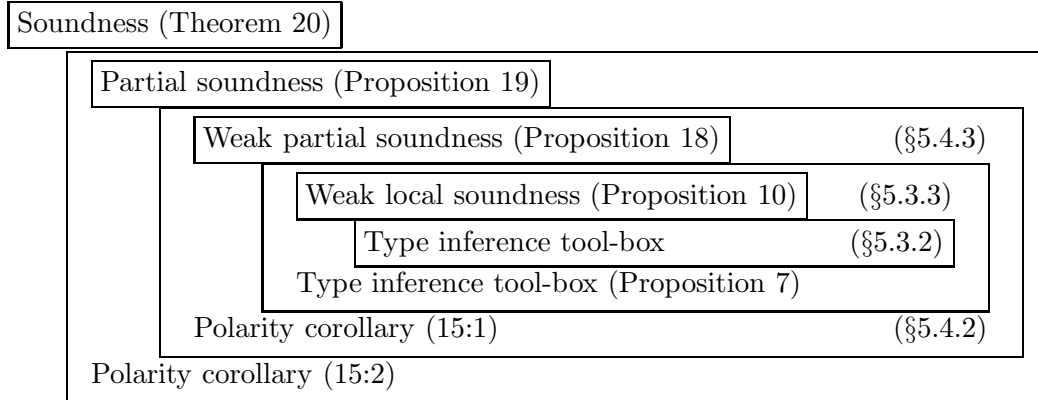 Soundness (Theorem 20)
Partial soundness (Proposition 19)
Weak partial soundness (Proposition 18) (§5.4.3)
Weak local soundness (Proposition 10) (§5.3.3)
Type inference tool-box (§5.3.2)
Type inference tool-box (Proposition 7)
Polarity corollary (15:1) (§5.4.2)
Polarity corollary (15:2)